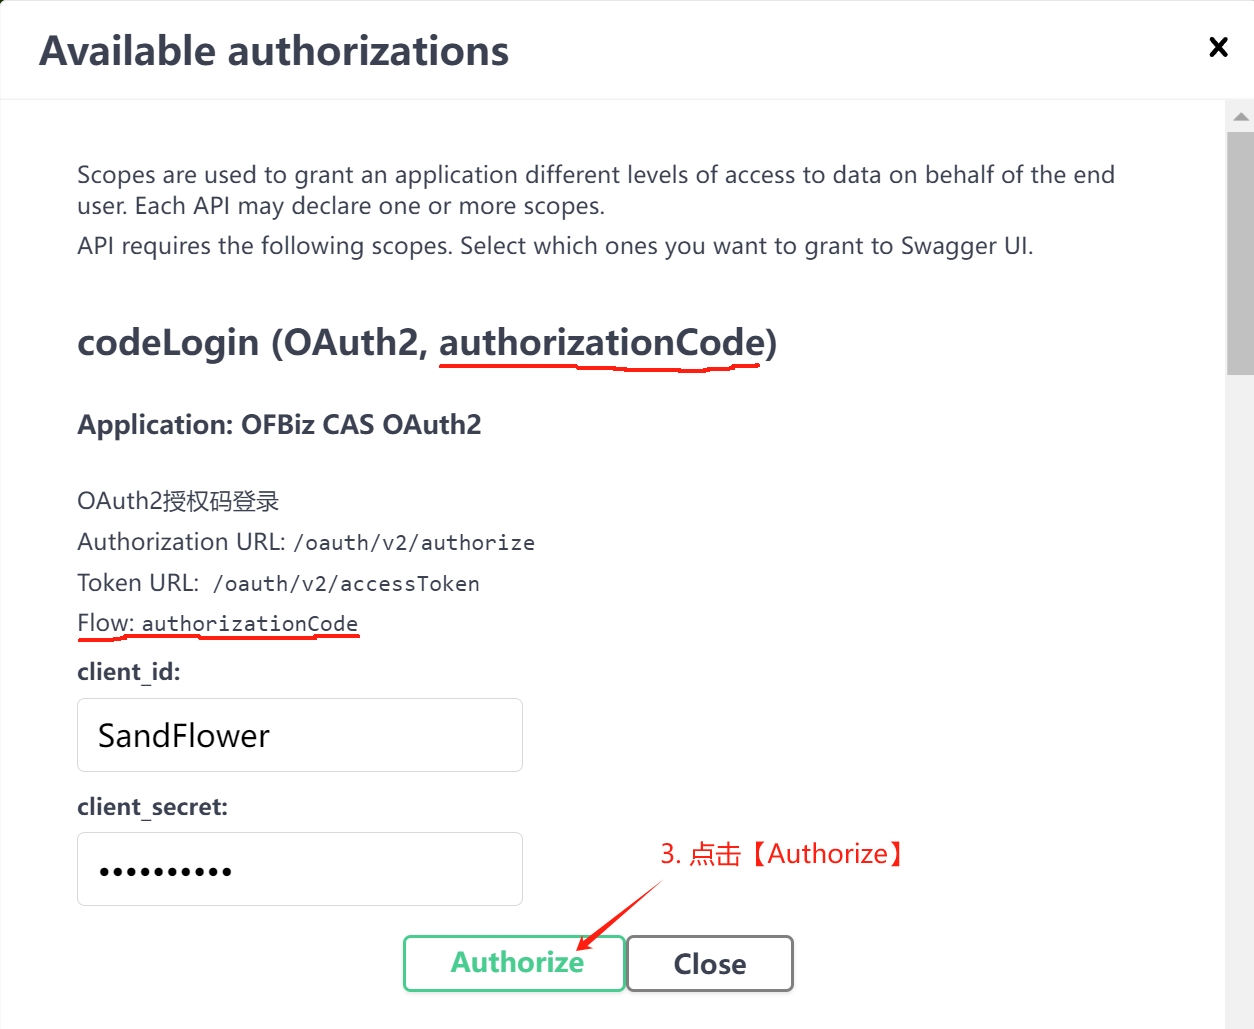 Available authorizations
Scopes are used to grant an application different levels of access to data on behalf of the end
user. Each API may declare one or more scopes.
API requires the following scopes. Select which ones you want to grant to Swagger UI.
codeLogin (OAuth2, authorizationCode)
Application: OFBiz CAS OAuth2
OAuth2授权码登录
Authorization URL: /oauth/v2/authorize
Token URL: /oauth/v2/accessToken
Flow: authorizationCode
client_id:
SandFlower
client_secret:
••••••••••
3. 点击【Authorize】
Authorize
Close